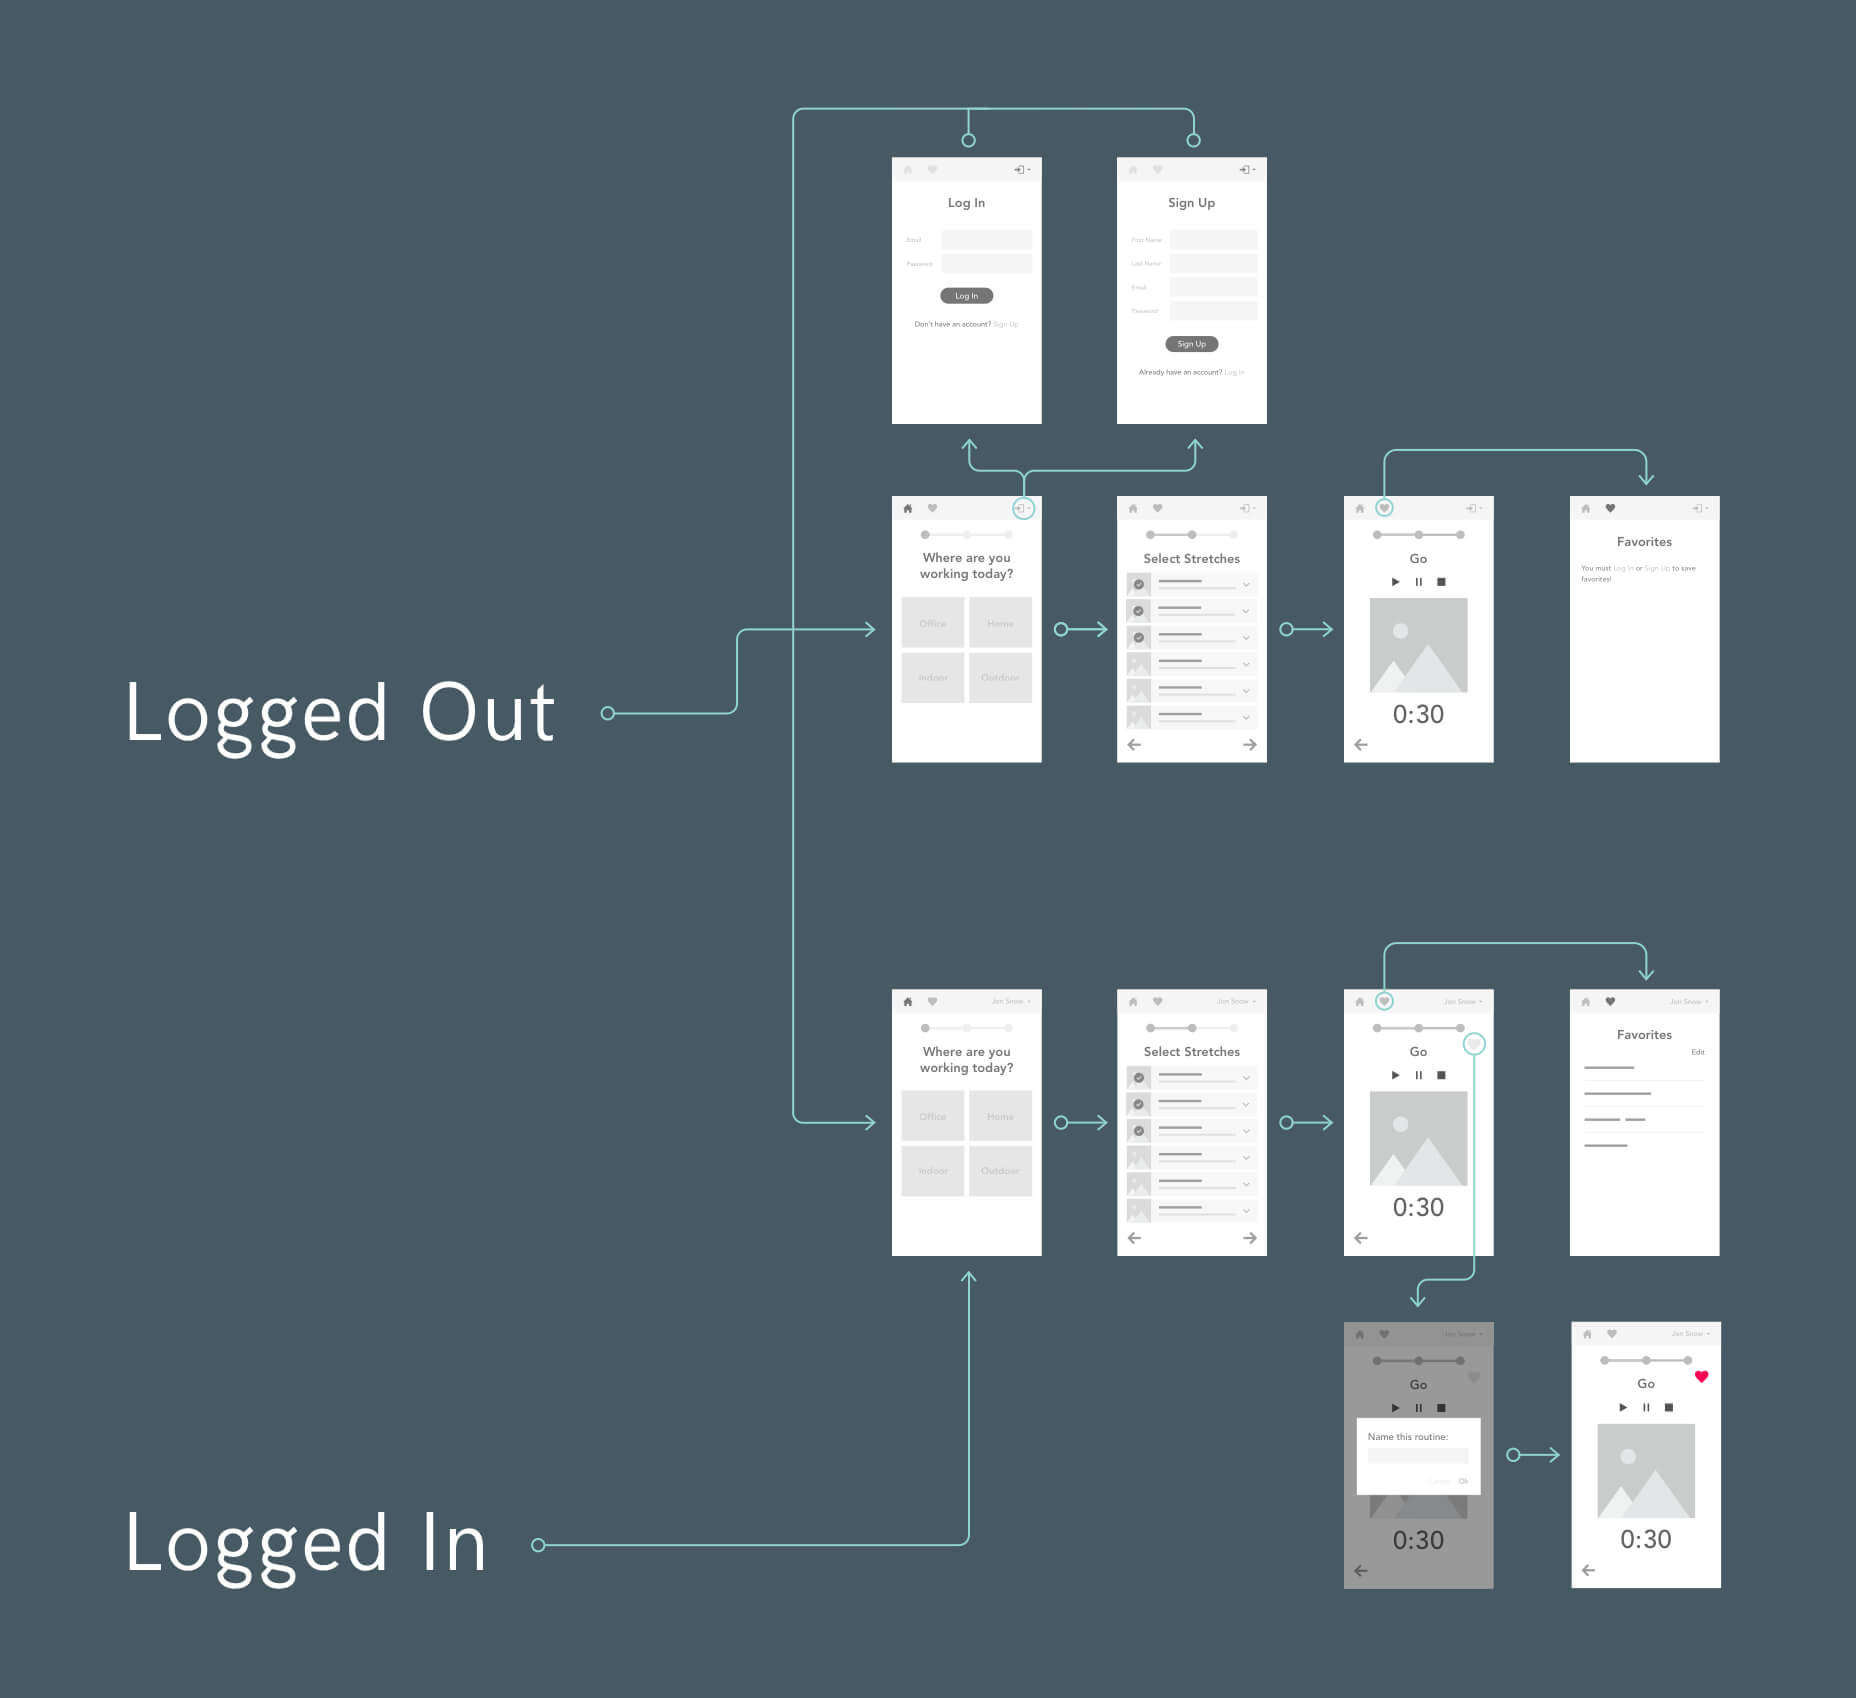 Log In
Email
Password
Log In
Don't have an account? Sign Up
Sign Up
First Name
Last Name
Email
Password
Sign Up
Already have an account? Log In
Logged Out
Where are you
working today?
Office
Home
Indoor
Outdoor
Select Stretches
Go
0:30
Favorites
You must Log In or Sign Up to save
favorites!
Jon Snow
Where are you
working today?
Office
Home
Indoor
Outdoor
Jon Snow
Select Stretches
Jon Snow
Go
0:30
Jon Snow
Favorites
Edit
Logged In
Jon Snow
Go
Name this routine:
Cancel
Ok
0:30
Jon Snow
Go
0:30